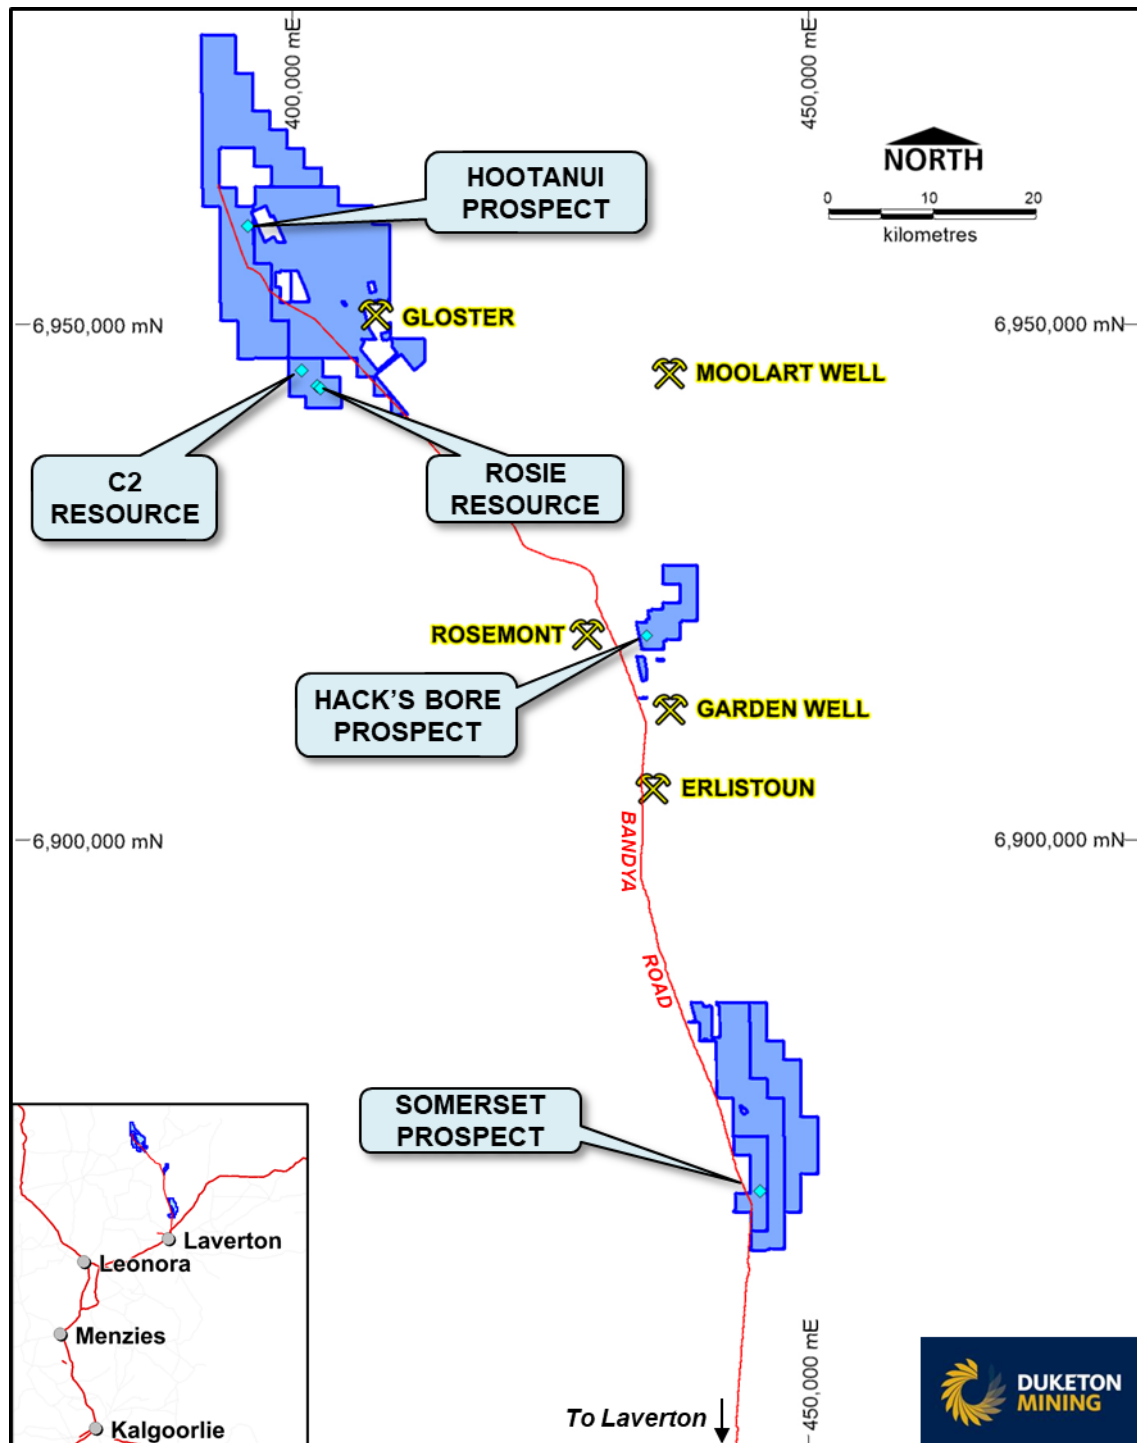 400,000 mE
450,000 mE
NORTH
0 10 20
kilometres
HOOTANUI
PROSPECT
6,950,000 mN
6,950,000 mN
GLOSTER
MOOLART WELL
C2
RESOURCE
ROSIE
RESOURCE
ROSEMONT
HACK'S BORE
PROSPECT
GARDEN WELL
ERLISTOUN
BANDYA
ROAD
6,900,000 mN
6,900,000 mN
SOMERSET
PROSPECT
Laverton
Leonora
Menzies
Kalgoorlie
To Laverton
450,000 mE
DUKETON
MINING